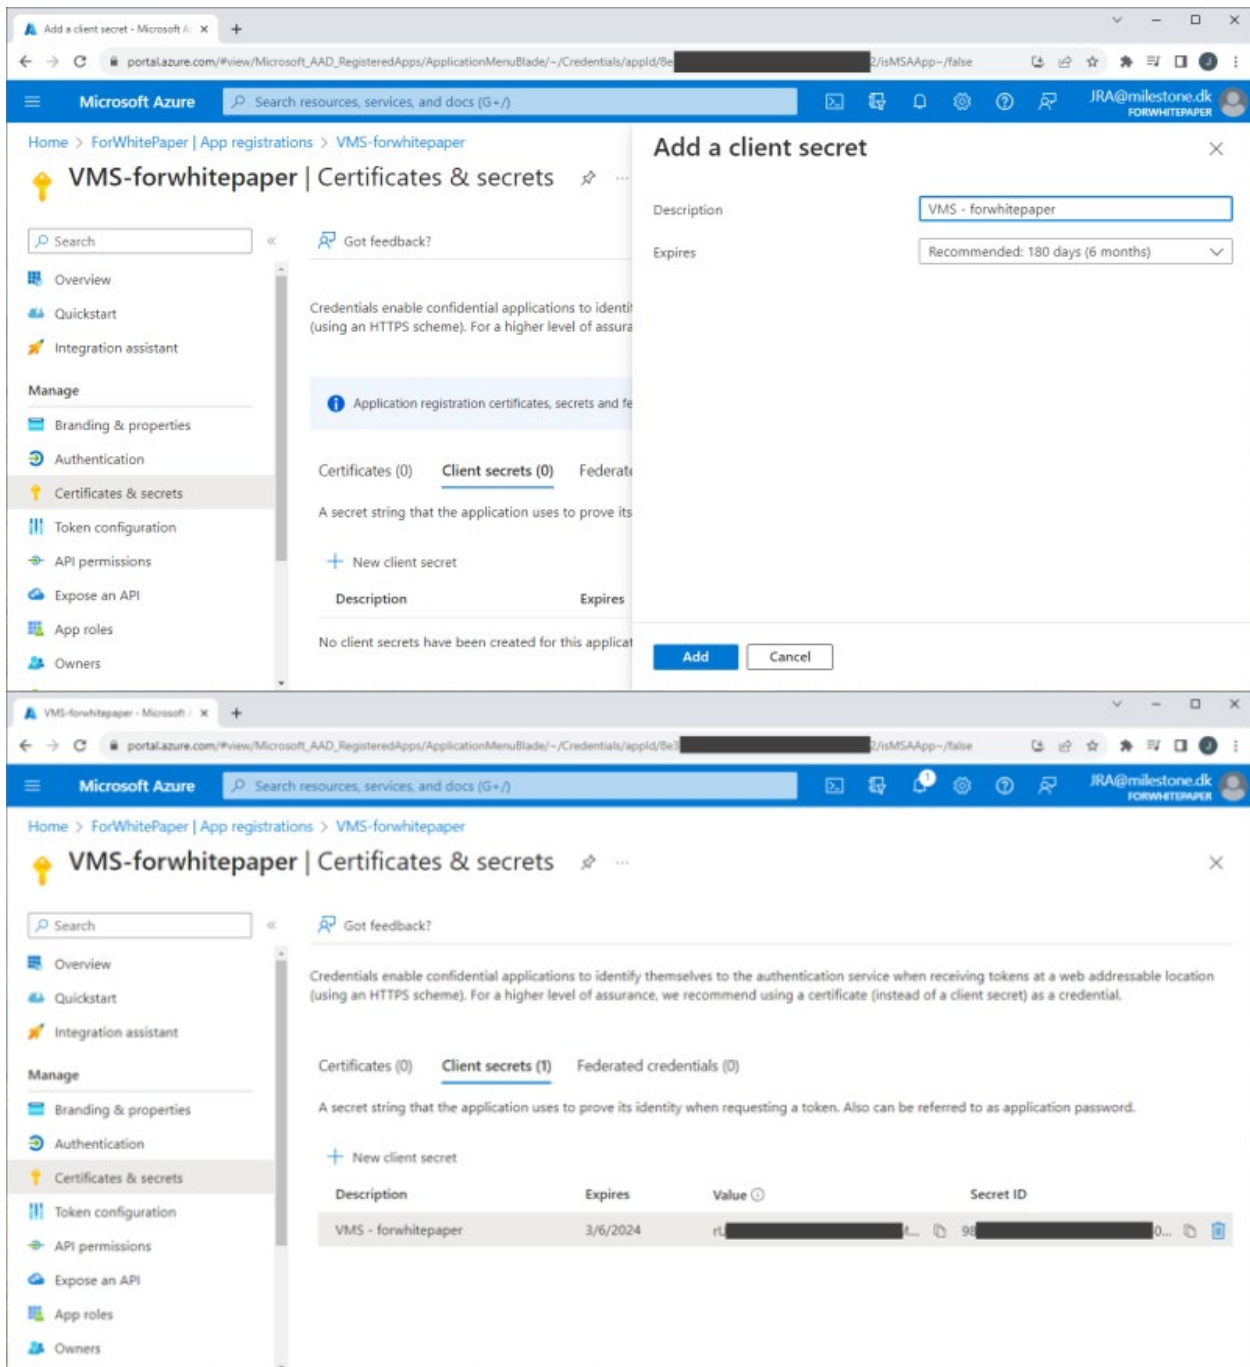 Add a client secret - Microsoft A
portal.azure.com/#view/Microsoft_AAD_RegisteredApps/ApplicationMenuBlade/~/Credentials/appId/8e 2/isMSAApp~/false
Microsoft Azure
Search resources, services, and docs (G+/)
JRA@milestone.dk
FORWHITEPAPER
Home > ForWhitePaper | App registrations > VMS-forwhitepaper
VMS-forwhitepaper | Certificates & secrets
Search
Overview
Quickstart
Integration assistant
Manage
Branding & properties
Authentication
Certificates & secrets
Token configuration
API permissions
Expose an API
App roles
Owners
Got feedback?
Credentials enable confidential applications to identi
(using an HTTPS scheme). For a higher level of assura
Application registration certificates, secrets and fe
Certificates (0) Client secrets (0) Federate
A secret string that the application uses to prove its
New client secret
Description Expires
No client secrets have been created for this applicat
Add a client secret
Description VMS - forwhitepaper
Expires Recommended: 180 days (6 months)
Add Cancel
VMS-forwhitepaper - Microsoft
portal.azure.com/#view/Microsoft_AAD_RegisteredApps/ApplicationMenuBlade/~/Credentials/appId/8e3 2/isMSAApp~/false
Microsoft Azure
Search resources, services, and docs (G+/)
1
JRA@milestone.dk
FORWHITEPAPER
Home > ForWhitePaper | App registrations > VMS-forwhitepaper
VMS-forwhitepaper | Certificates & secrets
Search
Overview
Quickstart
Integration assistant
Manage
Branding & properties
Authentication
Certificates & secrets
Token configuration
API permissions
Expose an API
App roles
Owners
Got feedback?
Credentials enable confidential applications to identify themselves to the authentication service when receiving tokens at a web addressable location
(using an HTTPS scheme). For a higher level of assurance, we recommend using a certificate (instead of a client secret) as a credential.
Certificates (0) Client secrets (1) Federated credentials (0)
A secret string that the application uses to prove its identity when requesting a token. Also can be referred to as application password.
New client secret
Description Expires Value Secret ID
VMS - forwhitepaper 3/6/2024 rU ... 98 0...